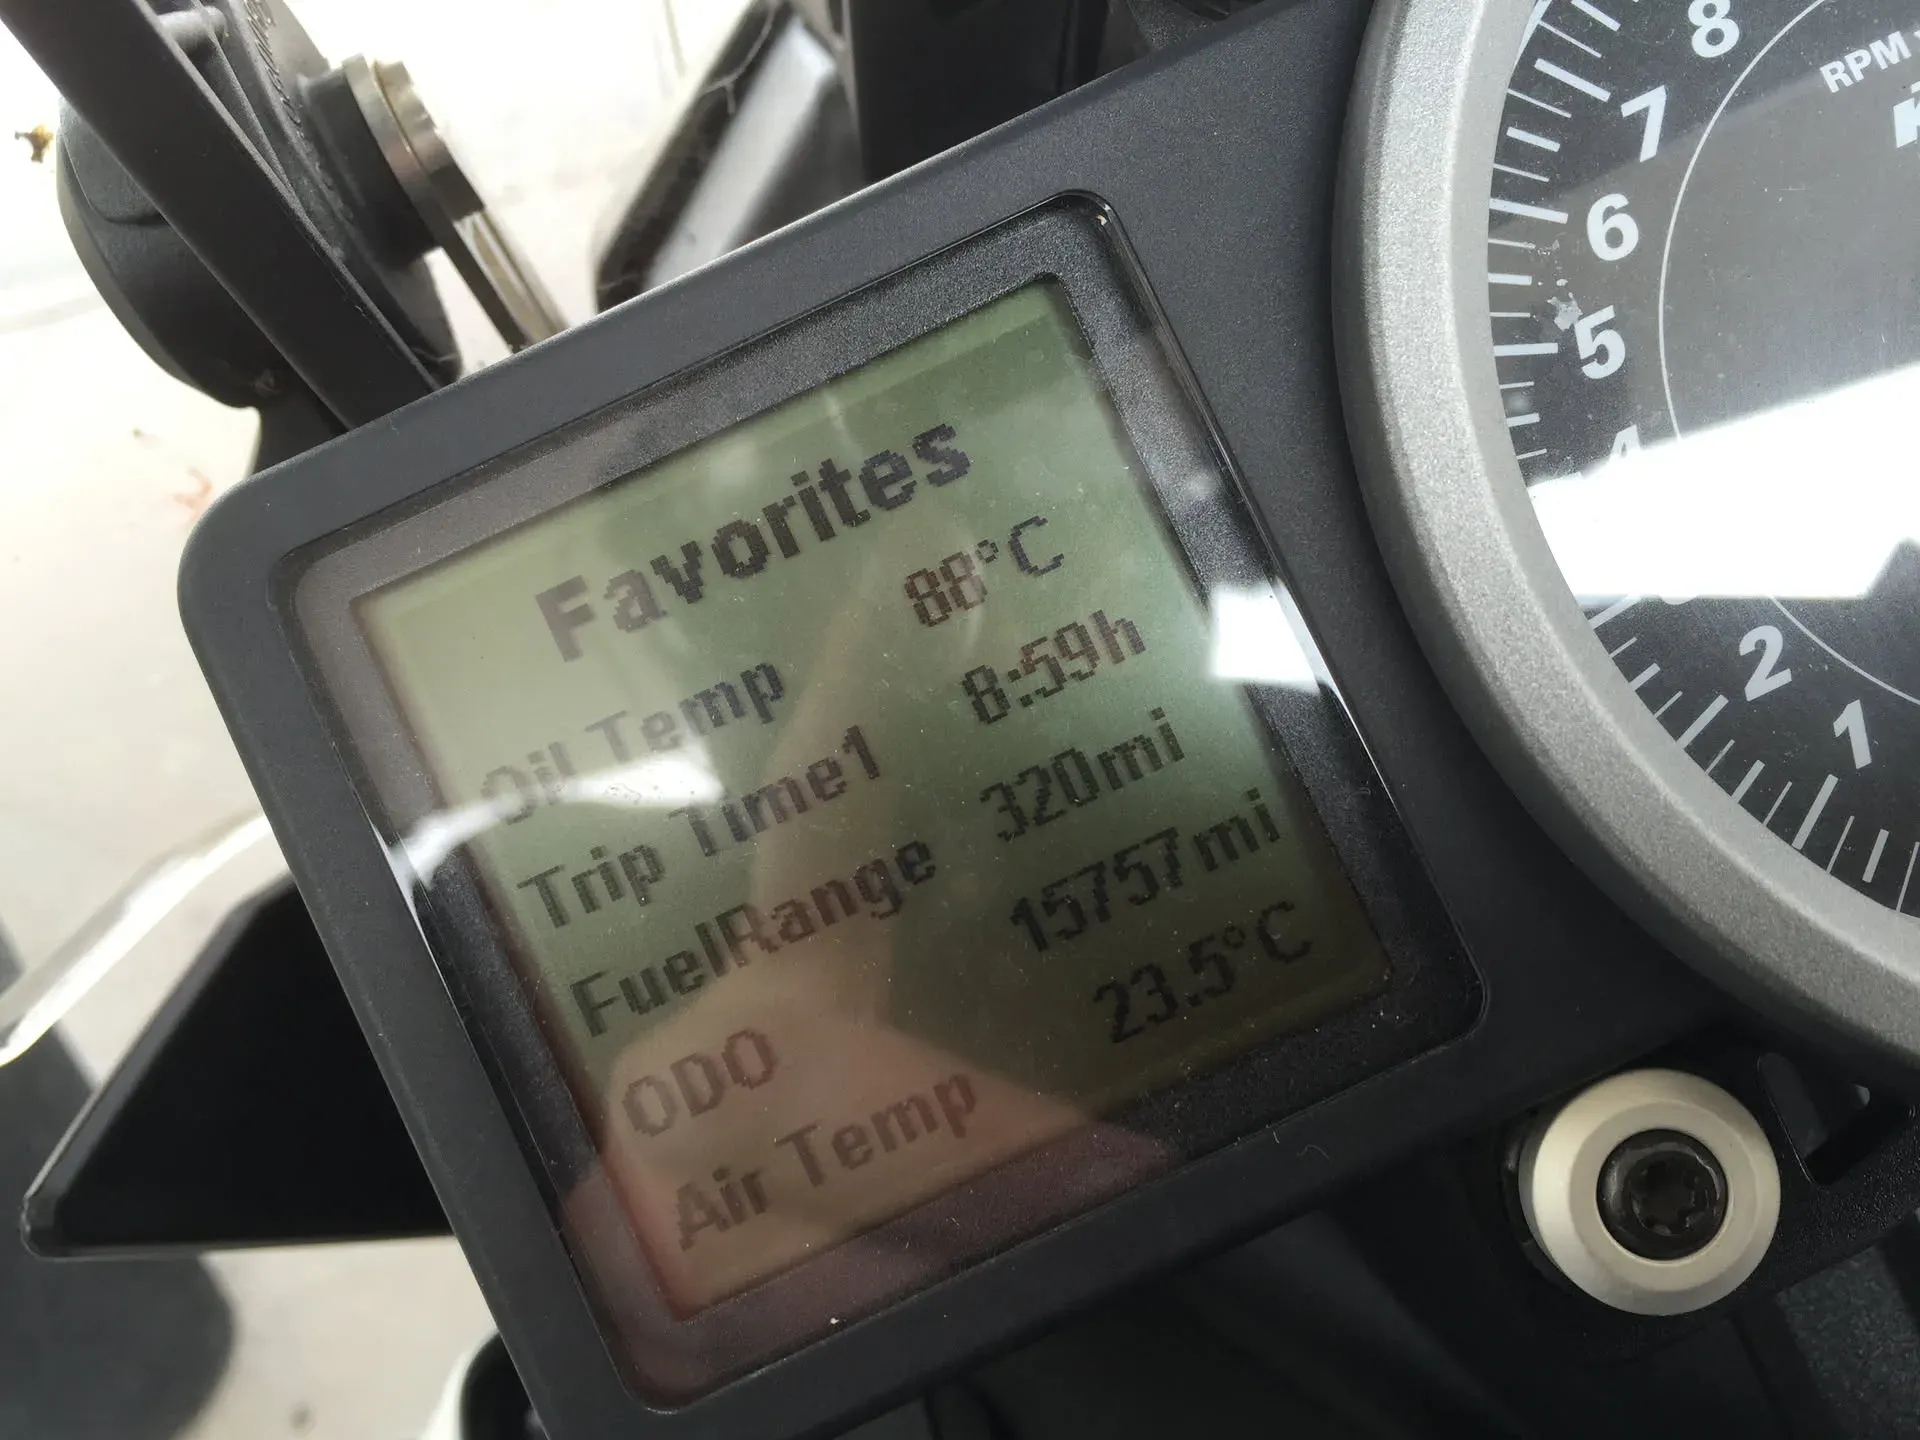 Favorites
Oil Temp 88°C
Trip Time1 8:59h
FuelRange 320mi
ODO 15757mi
Air Temp 23.5°C
8
RPM
7
6
5
4
2
1